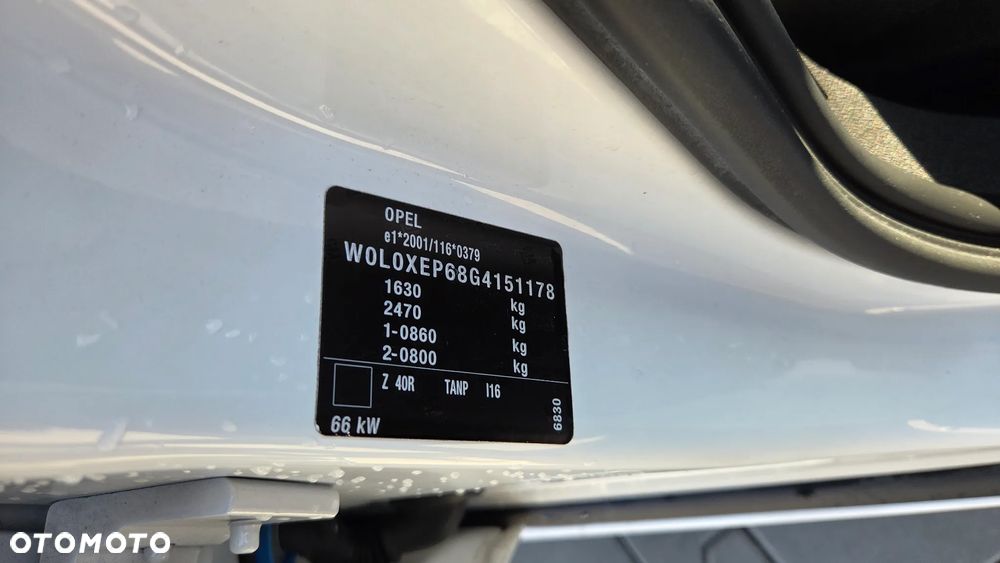 OPEL
e1*2001/116*0379
W0L0XEP68G4151178
1630 kg
2470 kg
1-0860 kg
2-0800 kg
Z 40R TANP I16
66 kW
6830
OTOMOTO